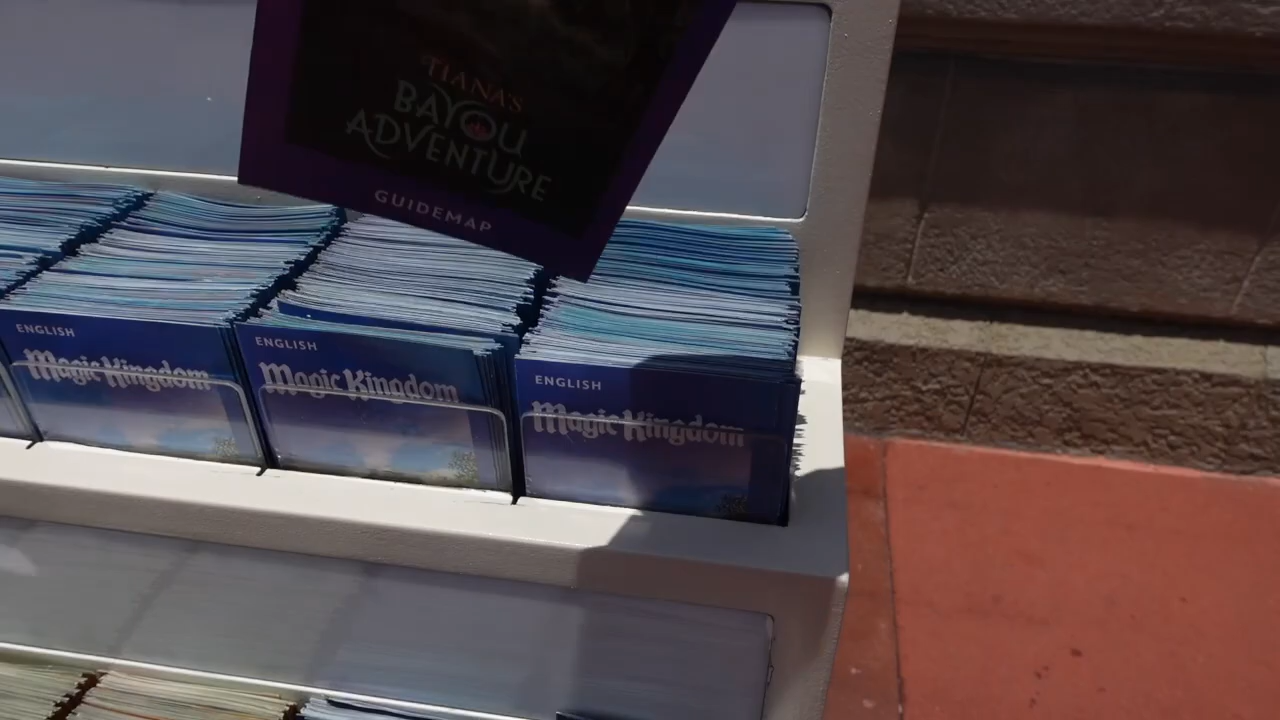 TIANA'S
BAYOU
ADVENTURE
GUIDEMAP
ENGLISH
Magic Kingdom
ENGLISH
Magic Kingdom
ENGLISH
Magic Kingdom